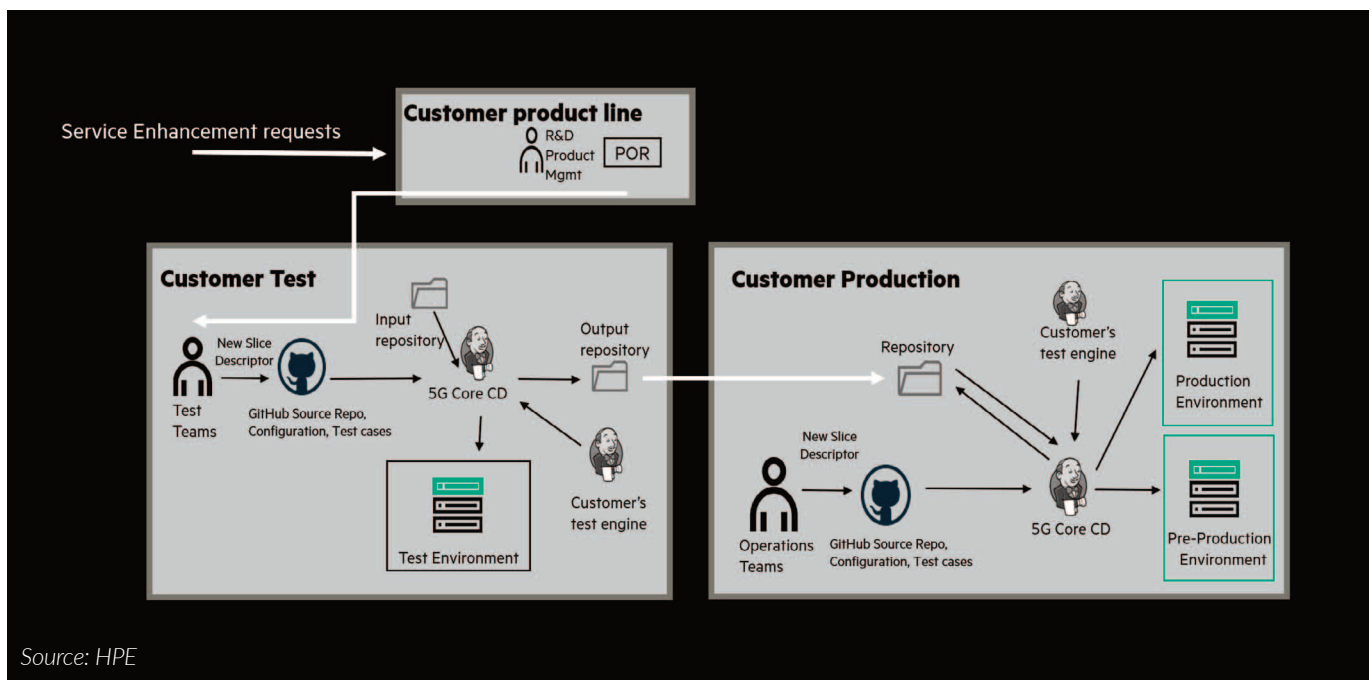 Customer product line
Service Enhancement requests
R&D
Product
Mgmt
POR
Customer Test
Input
repository
Output
repository
New Slice
Descriptor
5G Core CD
Test
Teams
GitHub Source Repo,
Configuration, Test cases
Customer's
test engine
Test Environment
Customer Production
Customer's
test engine
Repository
Production
Environment
New Slice
Descriptor
5G Core CD
Pre-Production
Environment
Operations
Teams
GitHub Source Repo,
Configuration, Test cases
Source: HPE